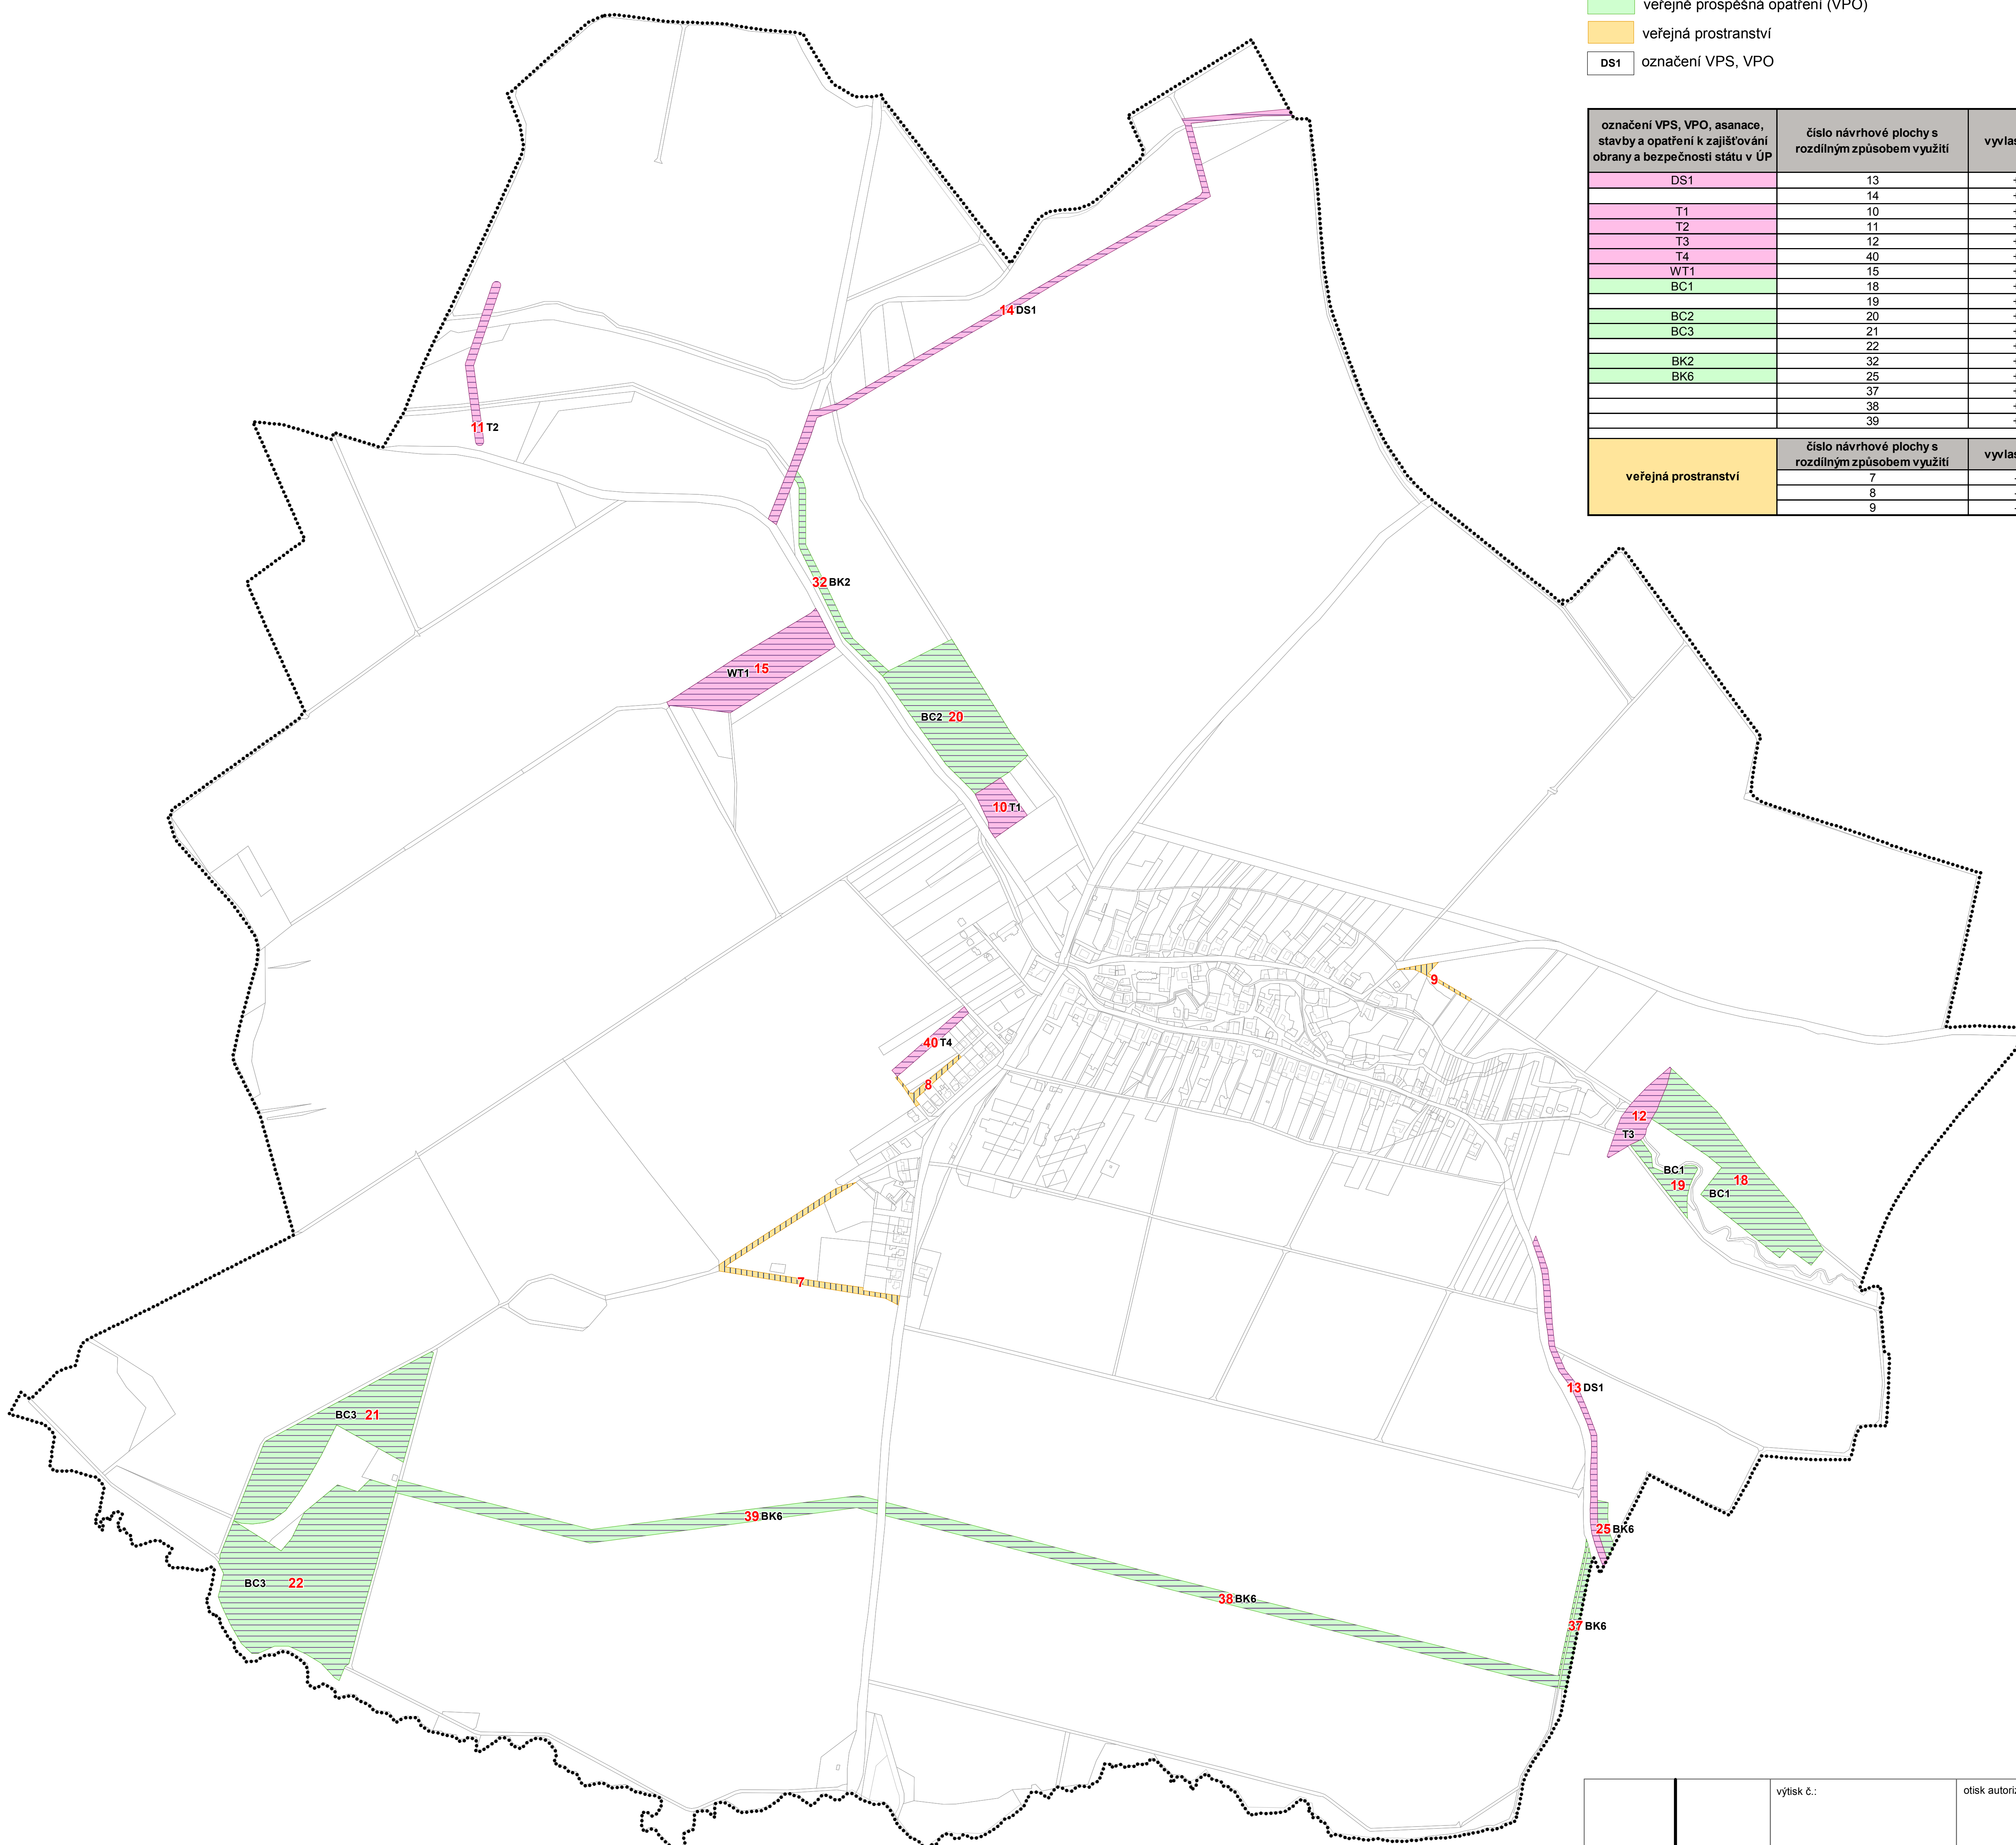 veřejně prospěšná opatření (VPO)
veřejná prostranství
DS1 označení VPS, VPO
označení VPS, VPO, asanace, stavby a opatření k zajišťování obrany a bezpečnosti státu v ÚP
číslo návrhové plochy s rozdílným způsobem využití
vyvlas
DS1 13
14
T1 10
T2 11
T3 12
T4 40
WT1 15
BC1 18
19
BC2 20
BC3 21
22
BK2 32
BK6 25
37
38
39
veřejná prostranství
číslo návrhové plochy s rozdílným způsobem využití
vyvlas
7
8
9
14 DS1
11 T2
32 BK2
WT1 15
BC2 20
10 T1
9
40 T4
8
12
T3
BC1
19
18
BC1
7
13 DS1
BC3 21
39 BK6
25 BK6
BC3 22
38 BK6
37 BK6
výtisk č.:
otisk autoriz